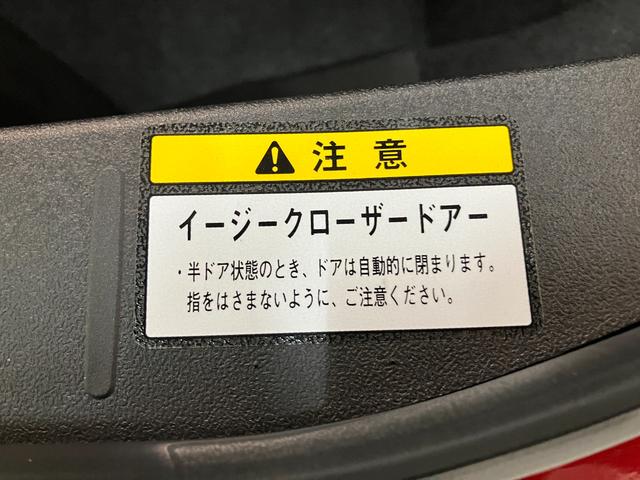 注意
イージークローザードアー
・半ドア状態のとき、ドアは自動的に閉まります。
指をはさまないように、ご注意ください。